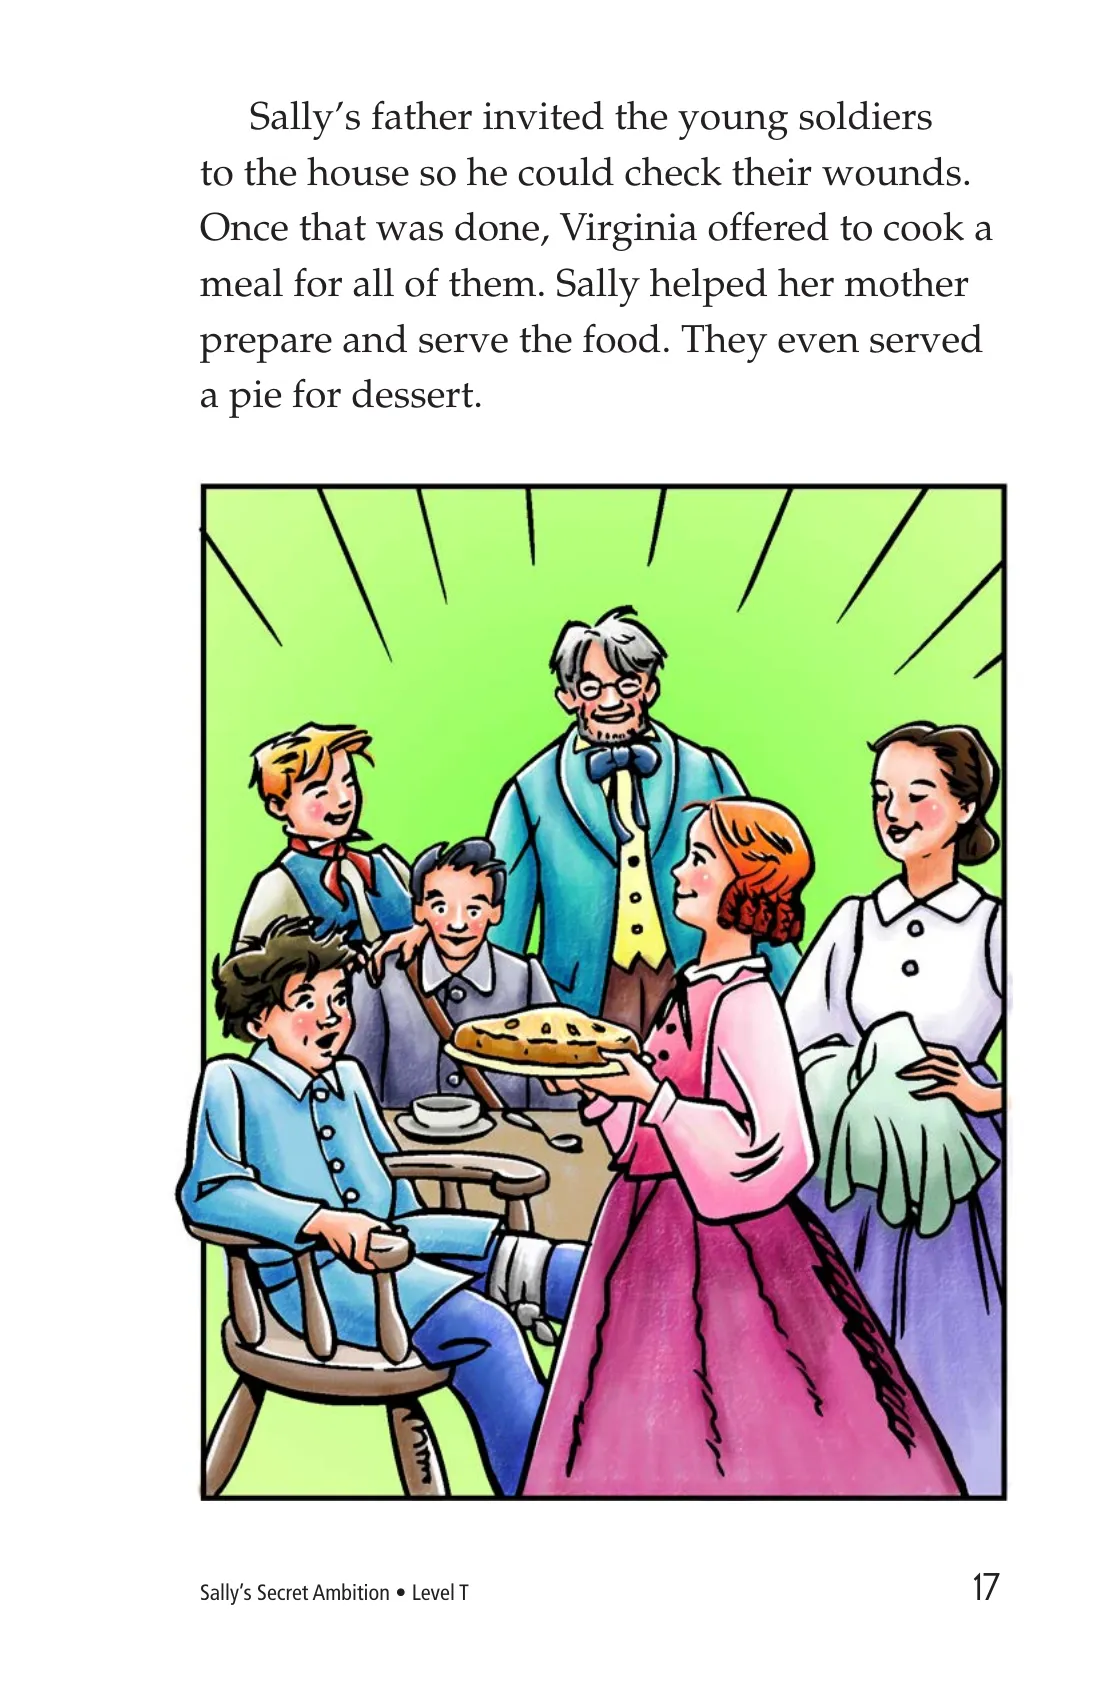 Sally’s father invited the young soldiers
to the house so he could check their wounds.
Once that was done, Virginia offered to cook a
meal for all of them. Sally helped her mother
prepare and serve the food. They even served
a pie for dessert.
Sally’s Secret Ambition • Level T
17